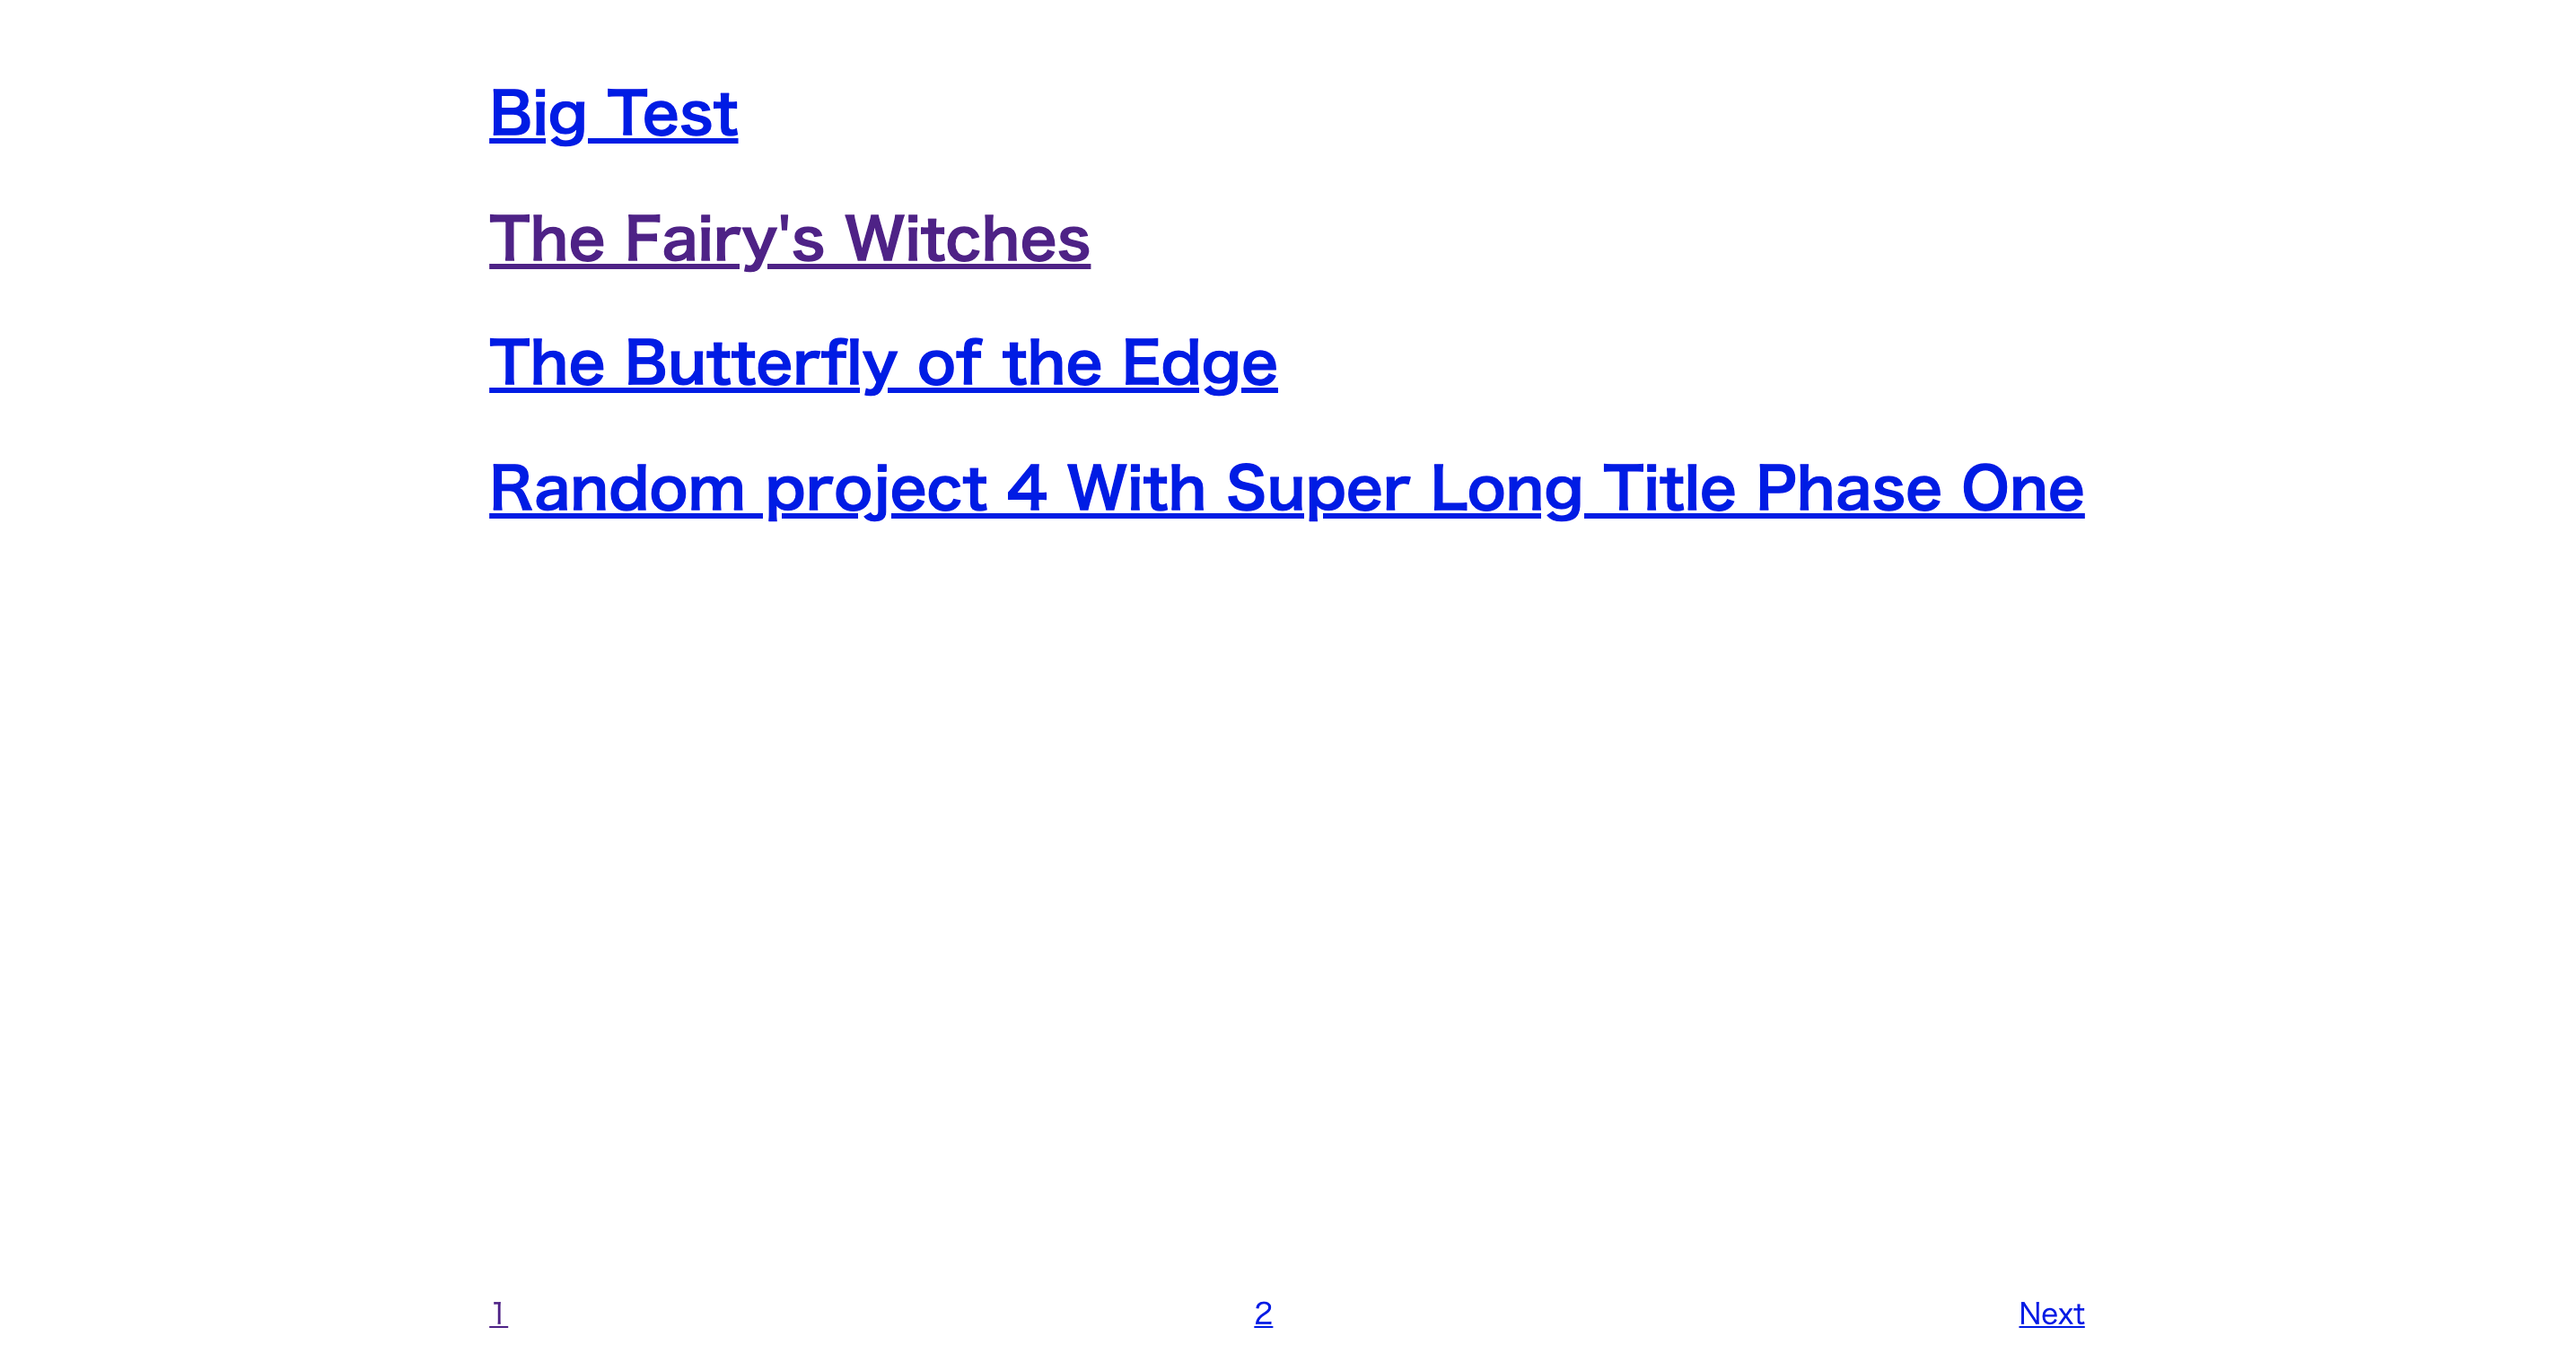 Big Test
The Fairy's Witches
The Butterfly of the Edge
Random project 4 With Super Long Title Phase One
1 2 Next